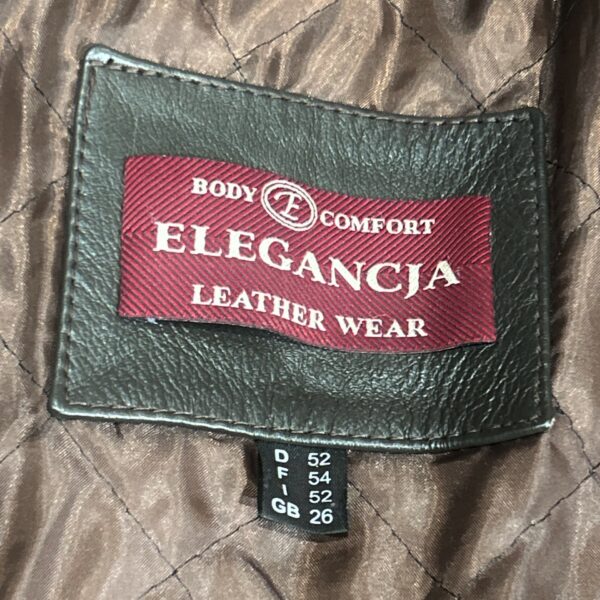 BODY E COMFORT
ELEGANCJA
LEATHER WEAR
D 52
F 54
I 52
GB 26